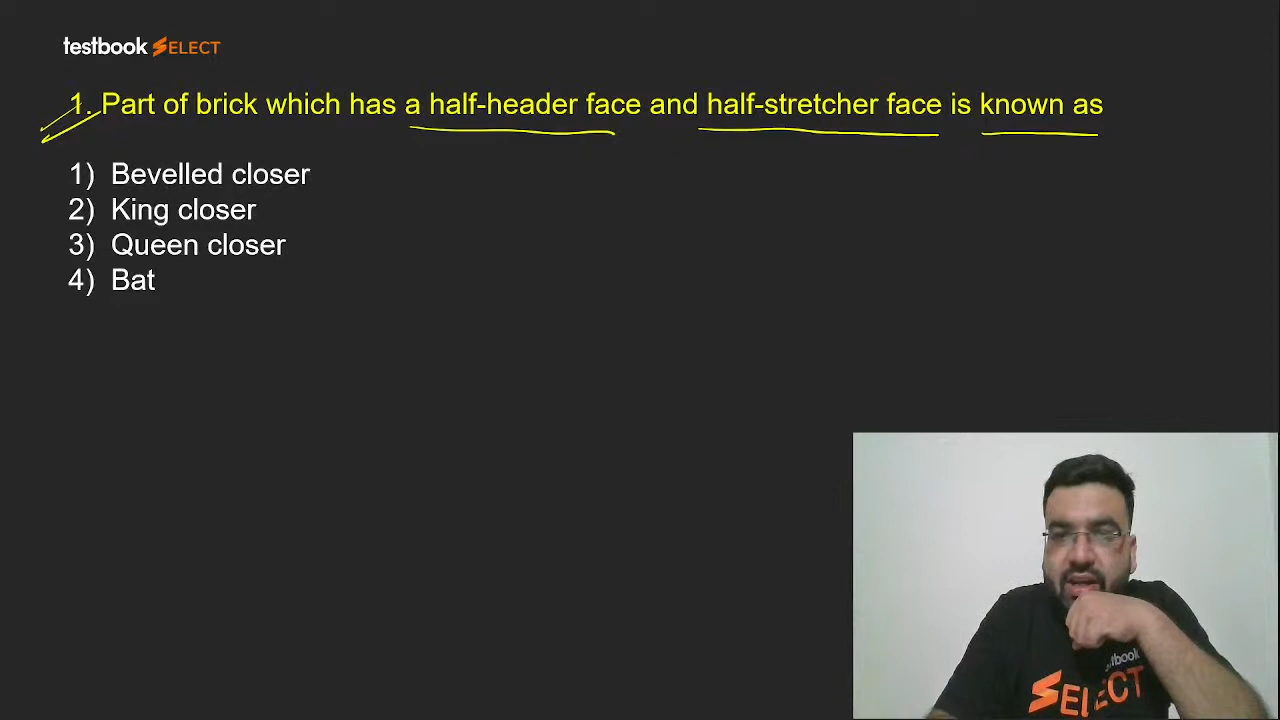 testbook SELECT
1. Part of brick which has a half-header face and half-stretcher face is known as
1) Bevelled closer
2) King closer
3) Queen closer
4) Bat
SELECT